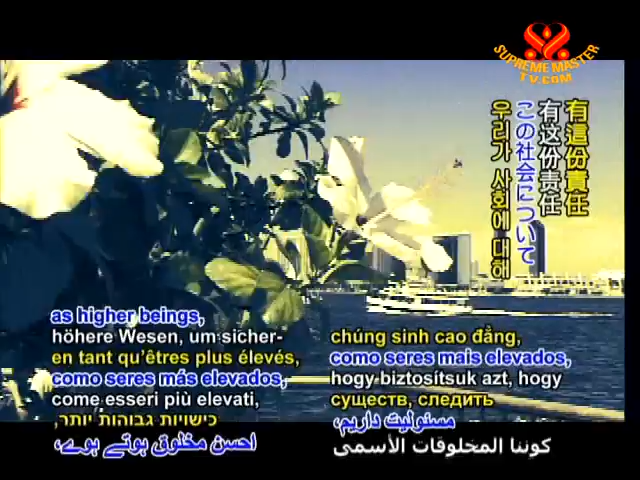 SUPREME MASTER
TV.COM
有這份責任
有这份责任
この社会について
우리가 사회에 대해
as higher beings,
höhere Wesen, um sicher-
en tant qu'êtres plus élevés,
como seres más elevados,
come esseri più elevati,
כישויות גבוהות יותר,
احسن مخلوق ہوتے ہوے،
chúng sinh cao đẳng,
como seres mais elevados,
hogy biztosítsuk azt, hogy
существ, следить
مسئولیت داریم،
كوننا المخلوقات الأسمى